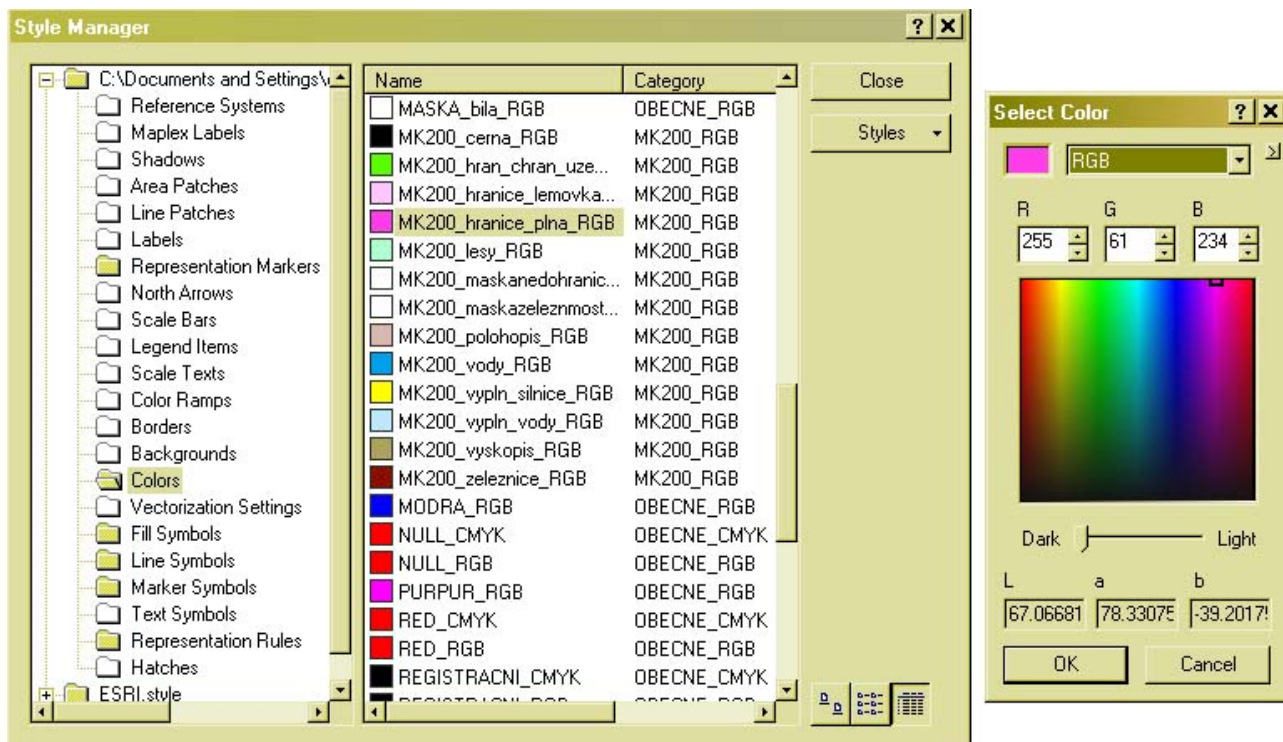 Style Manager
C:\Documents and Settings\
Reference Systems
Maplex Labels
Shadows
Area Patches
Line Patches
Labels
Representation Markers
North Arrows
Scale Bars
Legend Items
Scale Texts
Color Ramps
Borders
Backgrounds
Colors
Vectorization Settings
Fill Symbols
Line Symbols
Marker Symbols
Text Symbols
Representation Rules
Hatches
ESRI.style
Name Category
MASKA_bila_RGB OBECNE_RGB
MK200_cerna_RGB MK200_RGB
MK200_hran_chran_uze... MK200_RGB
MK200_hranice_lemovka... MK200_RGB
MK200_hranice_plna_RGB MK200_RGB
MK200_lesy_RGB MK200_RGB
MK200_maskanedohranic... MK200_RGB
MK200_maskazeleznmost... MK200_RGB
MK200_polohopis_RGB MK200_RGB
MK200_vody_RGB MK200_RGB
MK200_vypln_silnice_RGB MK200_RGB
MK200_vypln_vody_RGB MK200_RGB
MK200_vyskopis_RGB MK200_RGB
MK200_zeleznice_RGB MK200_RGB
MODRA_RGB OBECNE_RGB
NULL_CMYK OBECNE_CMYK
NULL_RGB OBECNE_RGB
PURPUR_RGB OBECNE_RGB
RED_CMYK OBECNE_CMYK
RED_RGB OBECNE_RGB
REGISTRACNI_CMYK OBECNE_CMYK
Close
Styles
Select Color
RGB
R G B
255 61 234
Dark Light
L a b
67.06681 78.33075 -39.2017
OK Cancel